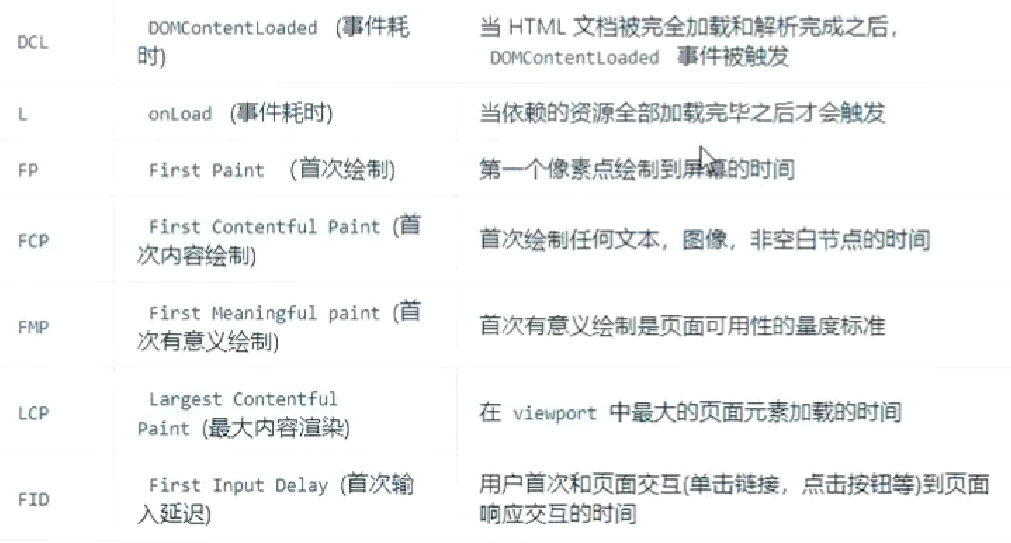 DCL DOMContentLoaded (事件耗 当 HTML 文档被完全加载和解析完成之后,
时) DOMContentLoaded 事件被触发
L onLoad (事件耗时) 当依赖的资源全部加载完毕之后才会触发
FP First Paint (首次绘制) 第一个像素点绘制到屏幕的时间
FCP First Contentful Paint (首 首次绘制任何文本,图像,非空白节点的时间
次内容绘制)
FMP First Meaningful paint (首 首次有意义绘制是页面可用性的量度标准
次有意义绘制)
LCP Largest Contentful 在 viewport 中最大的页面元素加载的时间
Paint (最大内容渲染)
FID First Input Delay (首次输 用户首次和页面交互(单击链接,点击按钮等)到页面
入延迟) 响应交互的时间